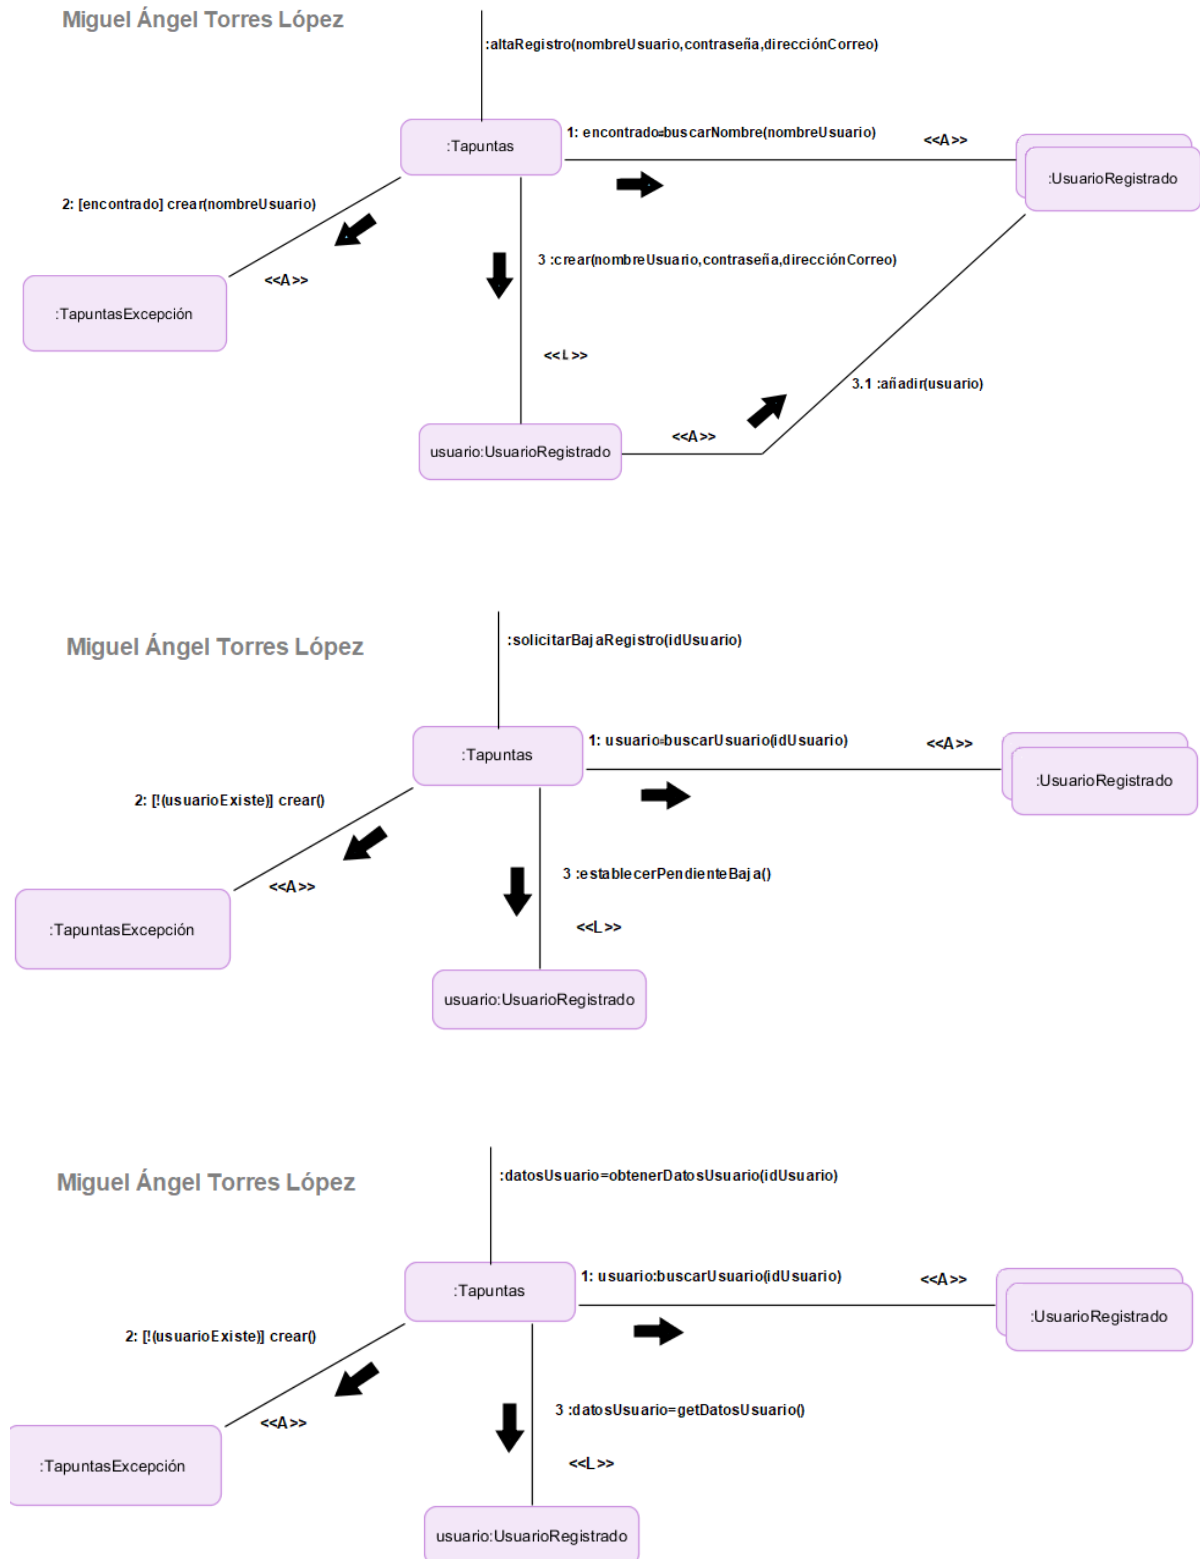 Miguel Ángel Torres López
:altaRegistro(nombreUsuario,contraseña,direcciónCorreo)
:Tapuntas
1: encontrado=buscarNombre(nombreUsuario)
<<A>>
:UsuarioRegistrado
2: [encontrado] crear(nombreUsuario)
<<A>>
:TapuntasExcepción
3 :crear(nombreUsuario,contraseña,direcciónCorreo)
<<L>>
3.1 :añadir(usuario)
<<A>>
usuario:UsuarioRegistrado
Miguel Ángel Torres López
:solicitarBajaRegistro(idUsuario)
:Tapuntas
1: usuario=buscarUsuario(idUsuario)
<<A>>
:UsuarioRegistrado
2: [!(usuarioExiste)] crear()
<<A>>
:TapuntasExcepción
3 :establecerPendienteBaja()
<<L>>
usuario:UsuarioRegistrado
Miguel Ángel Torres López
:datosUsuario=obtenerDatosUsuario(idUsuario)
:Tapuntas
1: usuario:buscarUsuario(idUsuario)
<<A>>
:UsuarioRegistrado
2: [!(usuarioExiste)] crear()
<<A>>
:TapuntasExcepción
3 :datosUsuario=getDatosUsuario()
<<L>>
usuario:UsuarioRegistrado